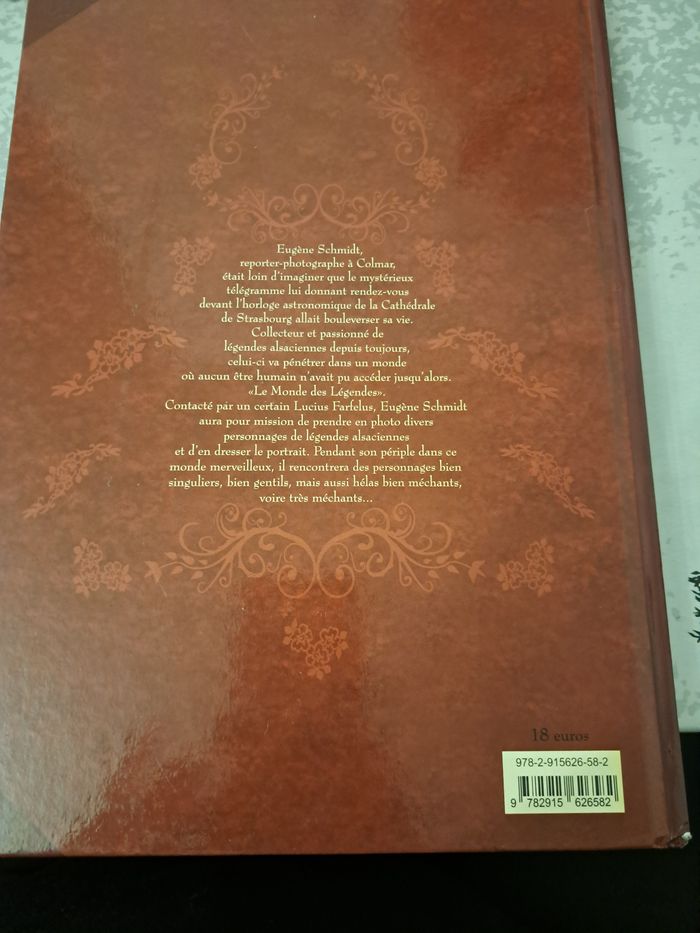 Eugène Schmidt,
reporter-photographe à Colmar,
était loin d'imaginer que le mystérieux
télégramme lui donnant rendez-vous
devant l'horloge astronomique de la Cathédrale
de Strasbourg allait bouleverser sa vie.
Collecteur et passionné de
légendes alsaciennes depuis toujours,
celui-ci va pénétrer dans un monde
où aucun être humain n'avait pu accéder jusqu'alors.
«Le Monde des Légendes».
Contacté par un certain Lucius Farfelus, Eugène Schmidt
aura pour mission de prendre en photo divers
personnages de légendes alsaciennes
et d'en dresser le portrait. Pendant son périple dans ce
monde merveilleux, il rencontrera des personnages bien
singuliers, bien gentils, mais aussi hélas bien méchants,
voire très méchants...
18 euros
978-2-915626-58-2
9 782915 626582